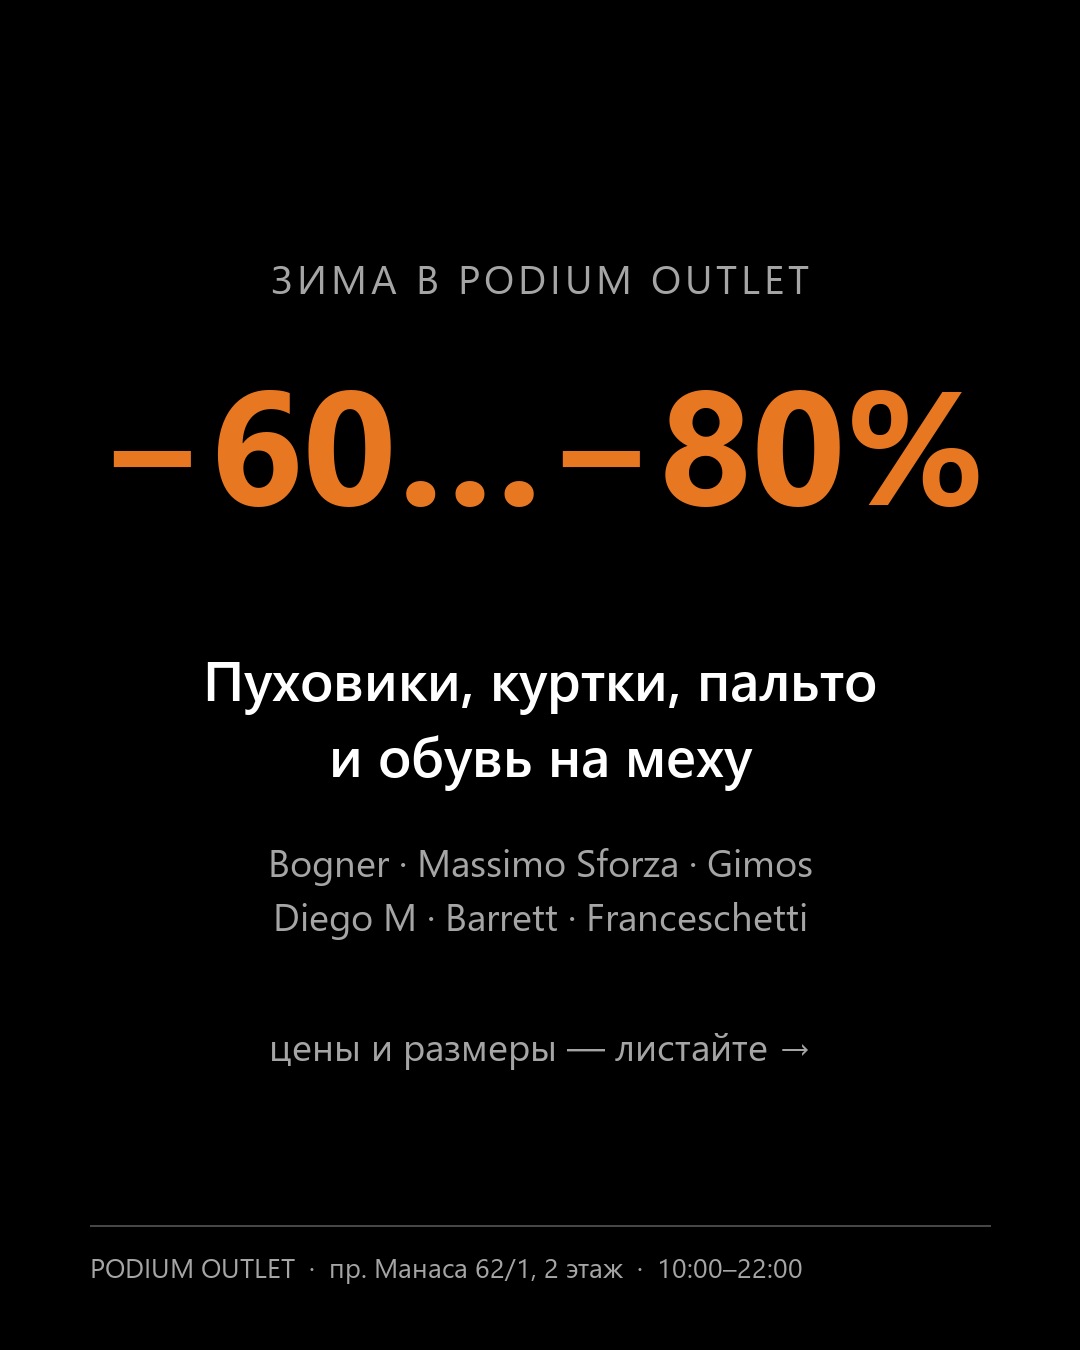 ЗИМА В PODIUM OUTLET
−60…−80%
Пуховики, куртки, пальто
и обувь на меху
Bogner · Massimo Sforza · Gimos
Diego M · Barrett · Franceschetti
цены и размеры — листайте →
PODIUM OUTLET · пр. Манаса 62/1, 2 этаж · 10:00–22:00